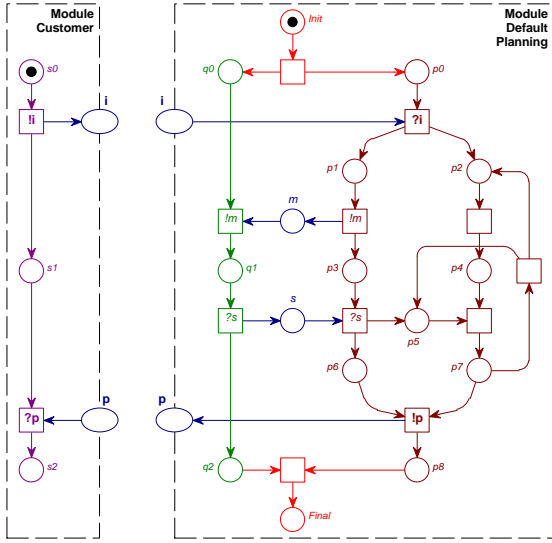 Module
Customer
Module
Default
Planning
Init
s0
q0
p0
i
i
!i
?i
p1
p2
m
!m
!m
s1
q1
p3
p4
s
?s
?s
p5
p6
p7
p
p
?p
!p
s2
q2
p8
Final